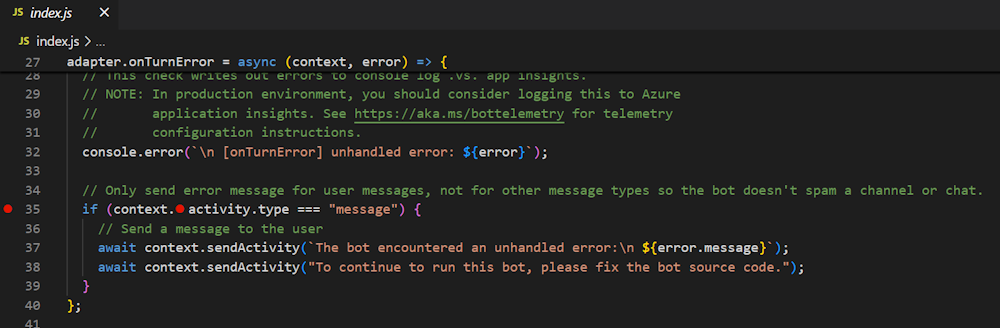 JS index.js ×
JS index.js > ...
27 adapter.onTurnError = async (context, error) => {
28 // This check writes out errors to console log .vs. app insights.
29 // NOTE: In production environment, you should consider logging this to Azure
30 //       application insights. See https://aka.ms/bottelemetry for telemetry
31 //       configuration instructions.
32 console.error(`\n [onTurnError] unhandled error: ${error}`);
33
34 // Only send error message for user messages, not for other message types so the bot doesn't spam a channel or chat.
35 if (context.activity.type === "message") {
36 // Send a message to the user
37 await context.sendActivity(`The bot encountered an unhandled error:\n ${error.message}`);
38 await context.sendActivity("To continue to run this bot, please fix the bot source code.");
39 }
40 };
41